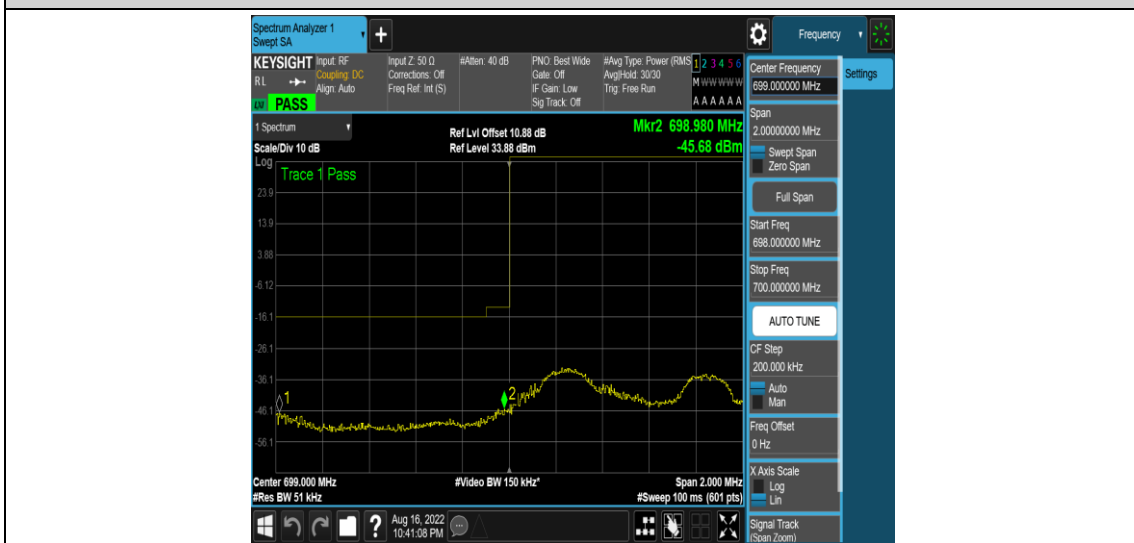 Spectrum Analyzer 1
Swept SA
+
Frequency
KEYSIGHT
RL
Input: RF
Coupling: DC
Align: Auto
Input Z: 50 Ω
Corrections: Off
Freq Ref: Int (S)
#Atten: 40 dB
PNO: Best Wide
Gate: Off
IF Gain: Low
Sig Track: Off
#Avg Type: Power (RMS
Avg|Hold: 30/30
Trig: Free Run
1 2 3 4 5 6
M W W W W W
A A A A A A
PASS
Center Frequency
699.000000 MHz
Settings
Span
2.00000000 MHz
Swept Span
Zero Span
Full Span
Start Freq
698.000000 MHz
Stop Freq
700.000000 MHz
AUTO TUNE
CF Step
200.000 kHz
Auto
Man
Freq Offset
0 Hz
X Axis Scale
Log
Lin
Signal Track
(Span Zoom)
1 Spectrum
Scale/Div 10 dB
Ref Lvl Offset 10.88 dB
Ref Level 33.88 dBm
Mkr2 698.980 MHz
-45.68 dBm
Log
Trace 1 Pass
23.9
13.9
3.88
-6.12
-16.1
-26.1
-36.1
-46.1
-56.1
1
2
Center 699.000 MHz
#Video BW 150 kHz*
Span 2.000 MHz
#Res BW 51 kHz
#Sweep 100 ms (601 pts)
?
Aug 16, 2022
10:41:08 PM